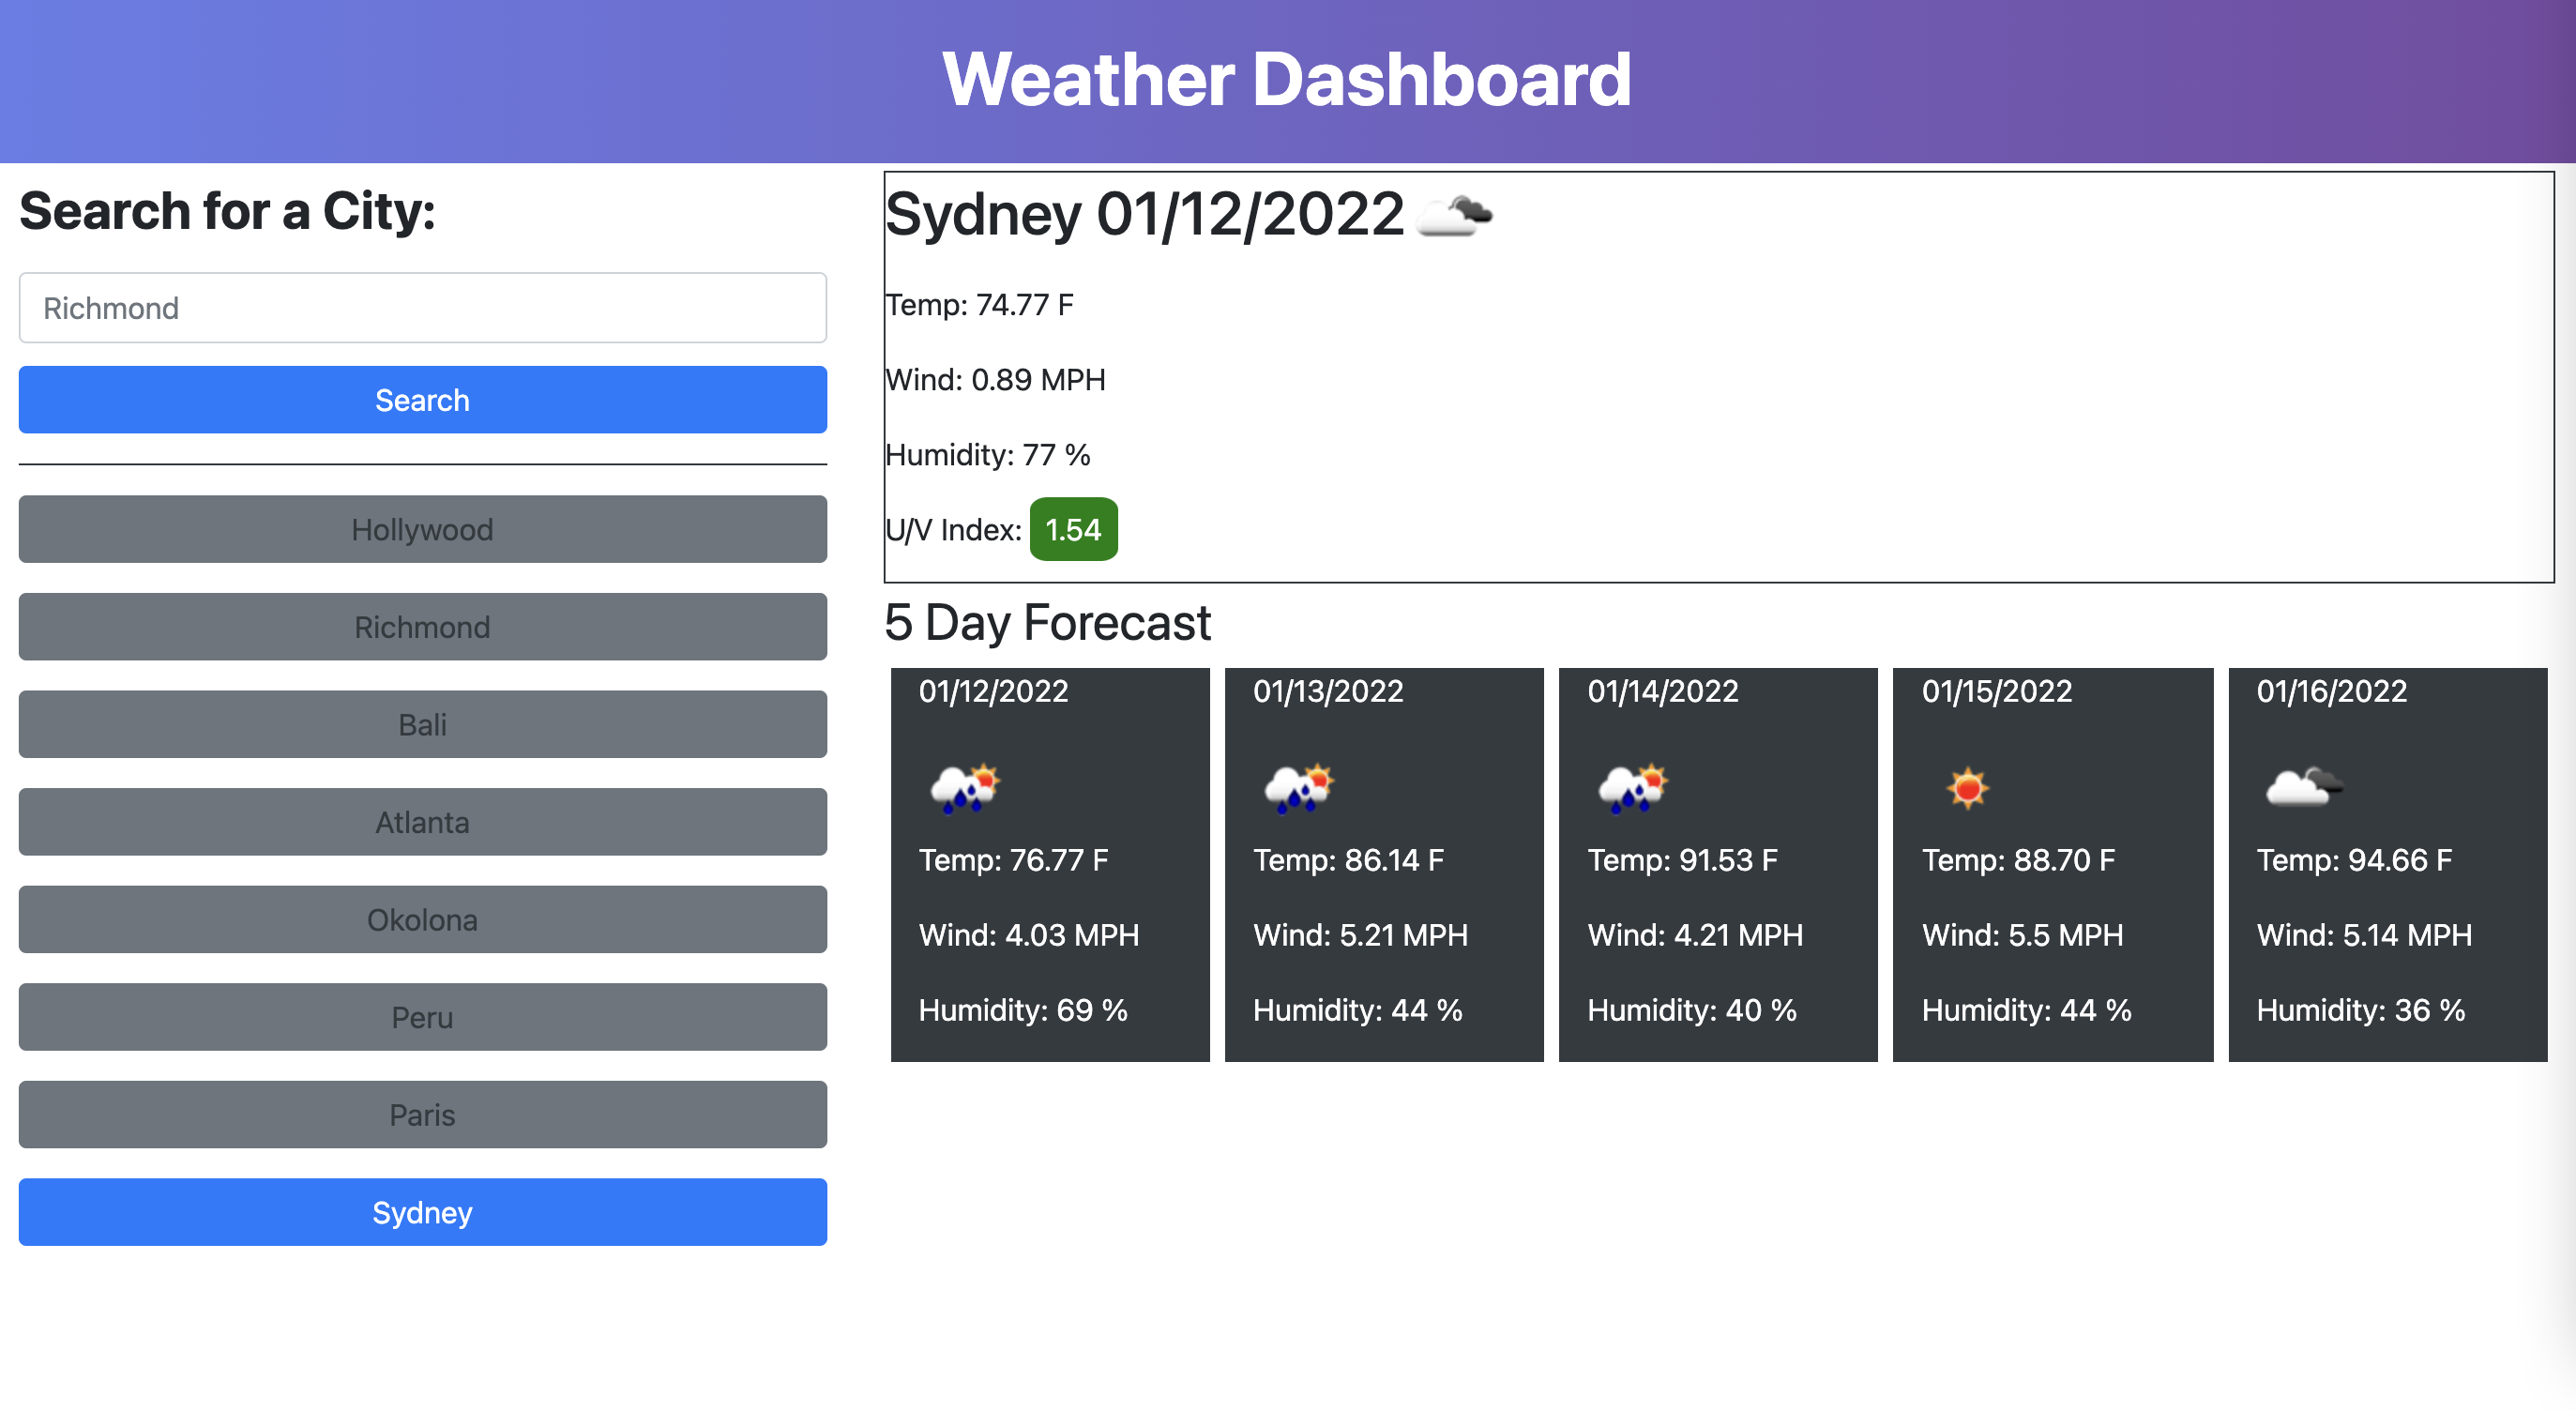 Weather Dashboard
Search for a City:
Richmond
Search
Hollywood
Richmond
Bali
Atlanta
Okolona
Peru
Paris
Sydney
Sydney 01/12/2022
Temp: 74.77 F
Wind: 0.89 MPH
Humidity: 77 %
U/V Index: 1.54
5 Day Forecast
01/12/2022
Temp: 76.77 F
Wind: 4.03 MPH
Humidity: 69 %
01/13/2022
Temp: 86.14 F
Wind: 5.21 MPH
Humidity: 44 %
01/14/2022
Temp: 91.53 F
Wind: 4.21 MPH
Humidity: 40 %
01/15/2022
Temp: 88.70 F
Wind: 5.5 MPH
Humidity: 44 %
01/16/2022
Temp: 94.66 F
Wind: 5.14 MPH
Humidity: 36 %